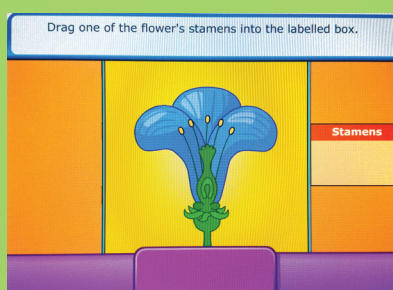 Drag one of the flower's stamens into the labelled box.
Stamens